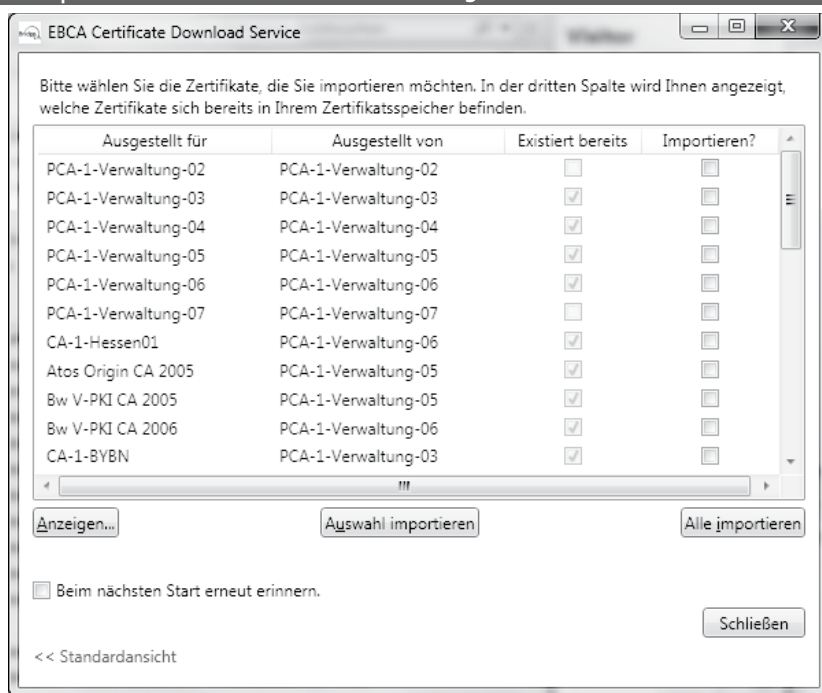 EBCA Certificate Download Service
Bitte wählen Sie die Zertifikate, die Sie importieren möchten. In der dritten Spalte wird Ihnen angezeigt,
welche Zertifikate sich bereits in Ihrem Zertifikatsspeicher befinden.
Ausgestellt für Ausgestellt von Existiert bereits Importieren?
PCA-1-Verwaltung-02 PCA-1-Verwaltung-02
PCA-1-Verwaltung-03 PCA-1-Verwaltung-03
PCA-1-Verwaltung-04 PCA-1-Verwaltung-04
PCA-1-Verwaltung-05 PCA-1-Verwaltung-05
PCA-1-Verwaltung-06 PCA-1-Verwaltung-06
PCA-1-Verwaltung-07 PCA-1-Verwaltung-07
CA-1-Hessen01 PCA-1-Verwaltung-06
Atos Origin CA 2005 PCA-1-Verwaltung-05
Bw V-PKI CA 2005 PCA-1-Verwaltung-05
Bw V-PKI CA 2006 PCA-1-Verwaltung-06
CA-1-BYBN PCA-1-Verwaltung-03
Anzeigen... Auswahl importieren Alle importieren
Beim nächsten Start erneut erinnern.
Schließen
<< Standardansicht